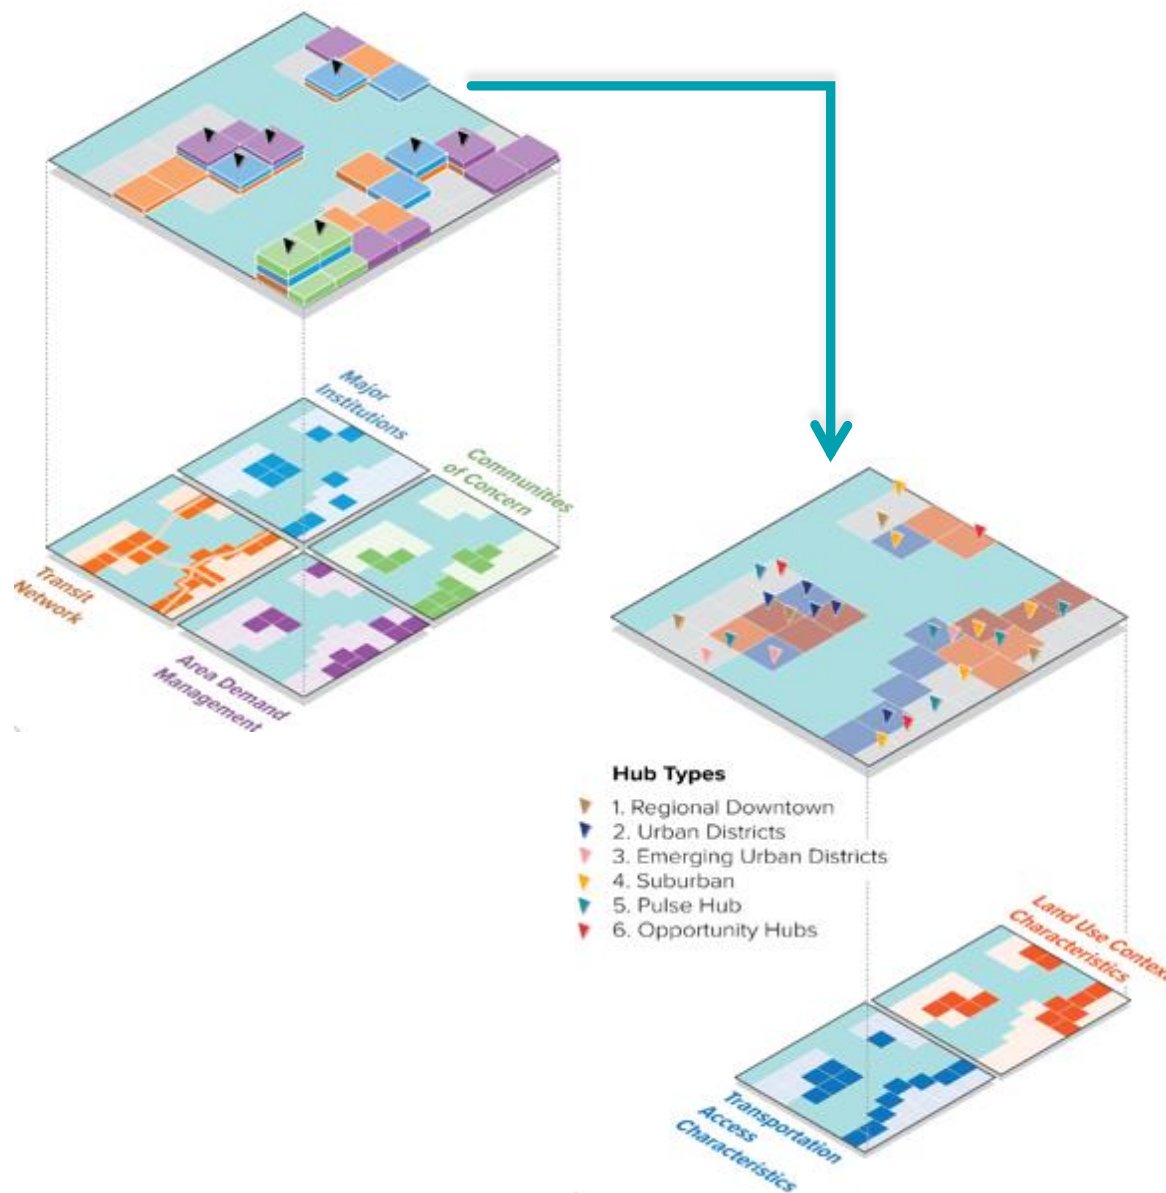 Major
Institutions
Communities
of Concern
Transit
Network
Area Demand
Management
Hub Types
1. Regional Downtown
2. Urban Districts
3. Emerging Urban Districts
4. Suburban
5. Pulse Hub
6. Opportunity Hubs
Land Use Context
Characteristics
Transportation
Access
Characteristics